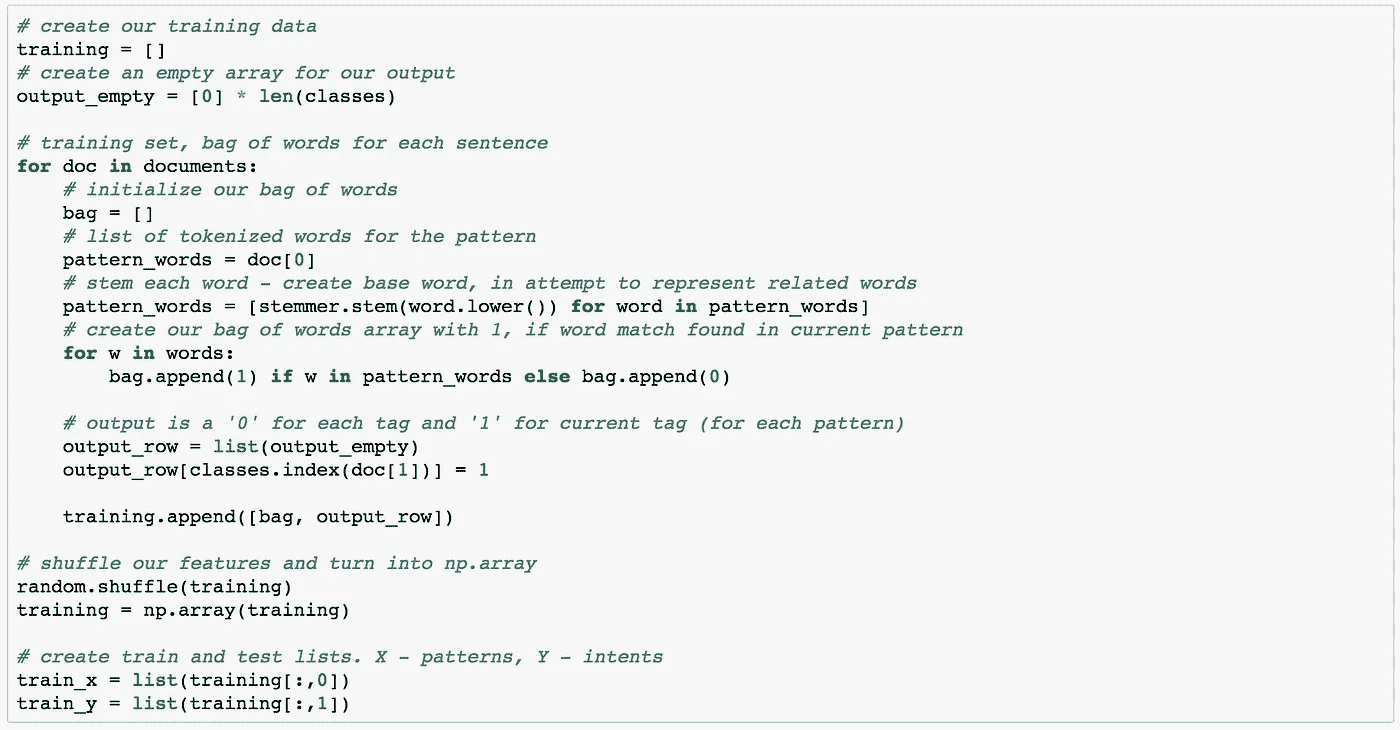 # create our training data
training = []
# create an empty array for our output
output_empty = [0] * len(classes)

# training set, bag of words for each sentence
for doc in documents:
    # initialize our bag of words
    bag = []
    # list of tokenized words for the pattern
    pattern_words = doc[0]
    # stem each word - create base word, in attempt to represent related words
    pattern_words = [stemmer.stem(word.lower()) for word in pattern_words]
    # create our bag of words array with 1, if word match found in current pattern
    for w in words:
        bag.append(1) if w in pattern_words else bag.append(0)

    # output is a '0' for each tag and '1' for current tag (for each pattern)
    output_row = list(output_empty)
    output_row[classes.index(doc[1])] = 1

    training.append([bag, output_row])

# shuffle our features and turn into np.array
random.shuffle(training)
training = np.array(training)

# create train and test lists. X - patterns, Y - intents
train_x = list(training[:,0])
train_y = list(training[:,1])